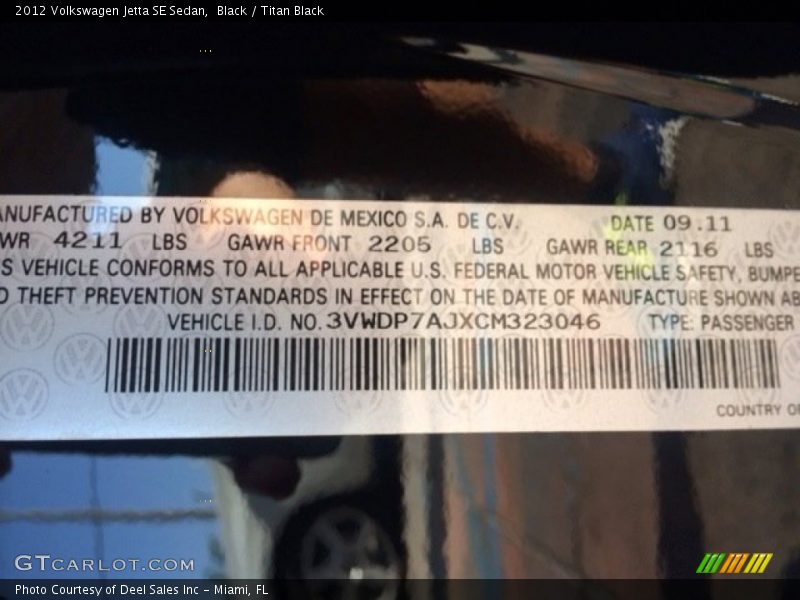 2012 Volkswagen Jetta SE Sedan, Black / Titan Black
ANUFACTURED BY VOLKSWAGEN DE MEXICO S.A. DE C.V. DATE 09.11
WR 4211 LBS GAWR FRONT 2205 LBS GAWR REAR 2116 LBS
S VEHICLE CONFORMS TO ALL APPLICABLE U.S. FEDERAL MOTOR VEHICLE SAFETY, BUMPE
D THEFT PREVENTION STANDARDS IN EFFECT ON THE DATE OF MANUFACTURE SHOWN AB
VEHICLE I.D. NO. 3VWDP7AJXCM323046 TYPE: PASSENGER
COUNTRY O
GTCARLOT.COM
Photo Courtesy of Deel Sales Inc - Miami, FL